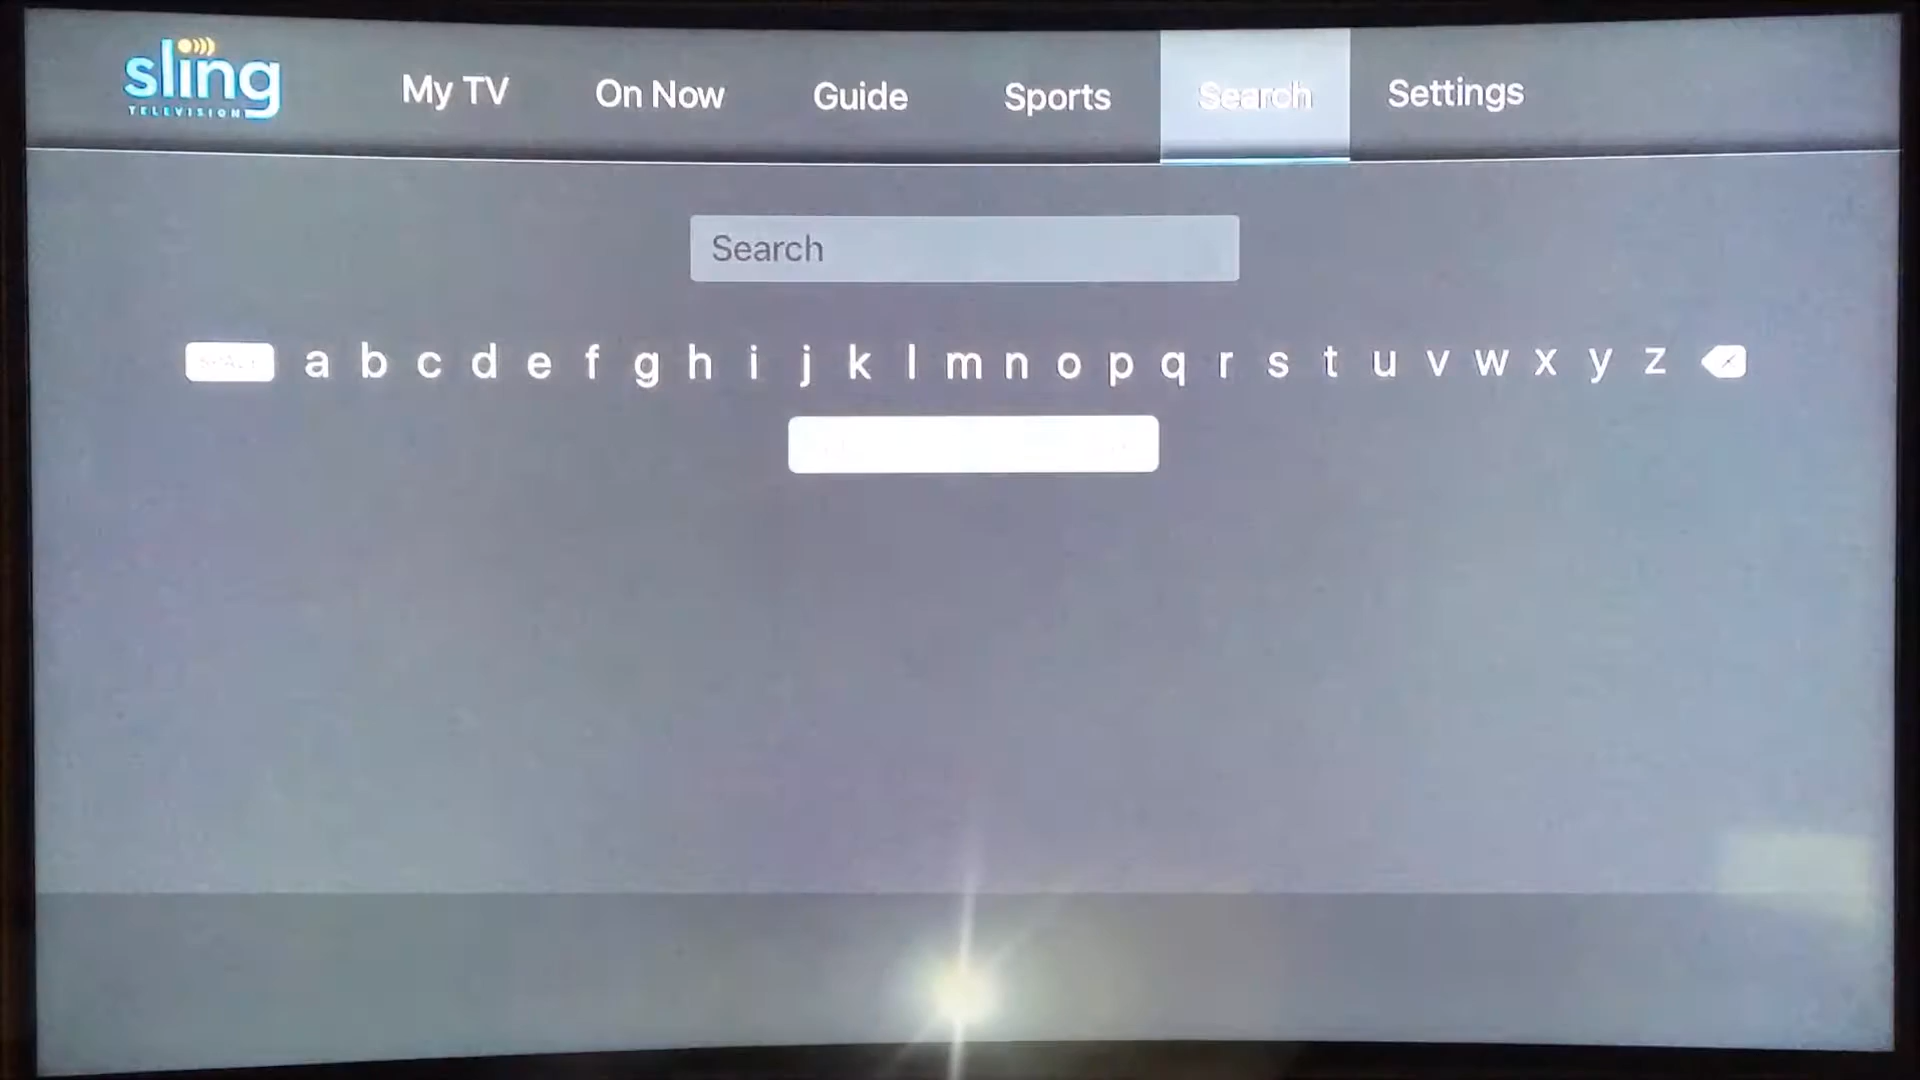 sling
TELEVISION
My TV On Now Guide Sports Search Settings
Search
a b c d e f g h i j k l m n o p q r s t u v w x y z